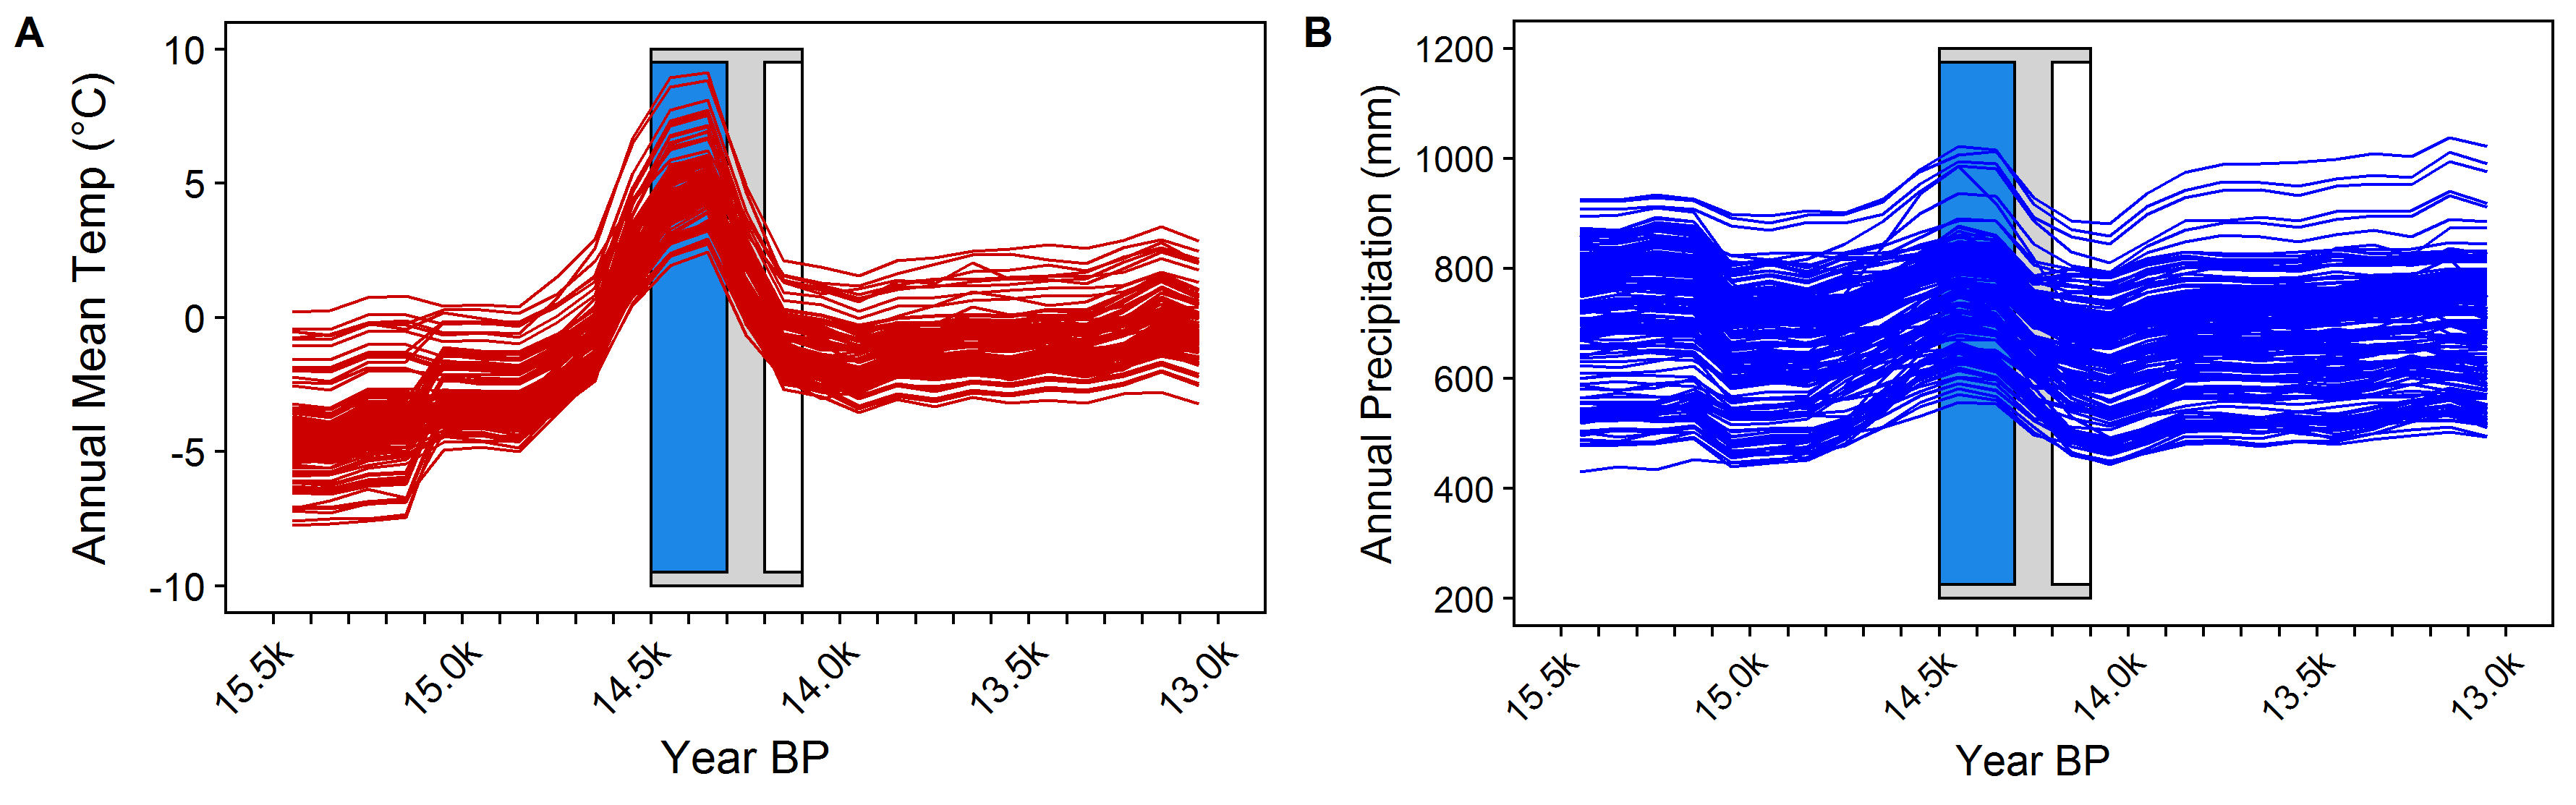 A
Annual Mean Temp (°C)
10
5
0
-5
-10
15.5k
15.0k
14.5k
14.0k
13.5k
13.0k
Year BP
B
Annual Precipitation (mm)
1200
1000
800
600
400
200
15.5k
15.0k
14.5k
14.0k
13.5k
13.0k
Year BP